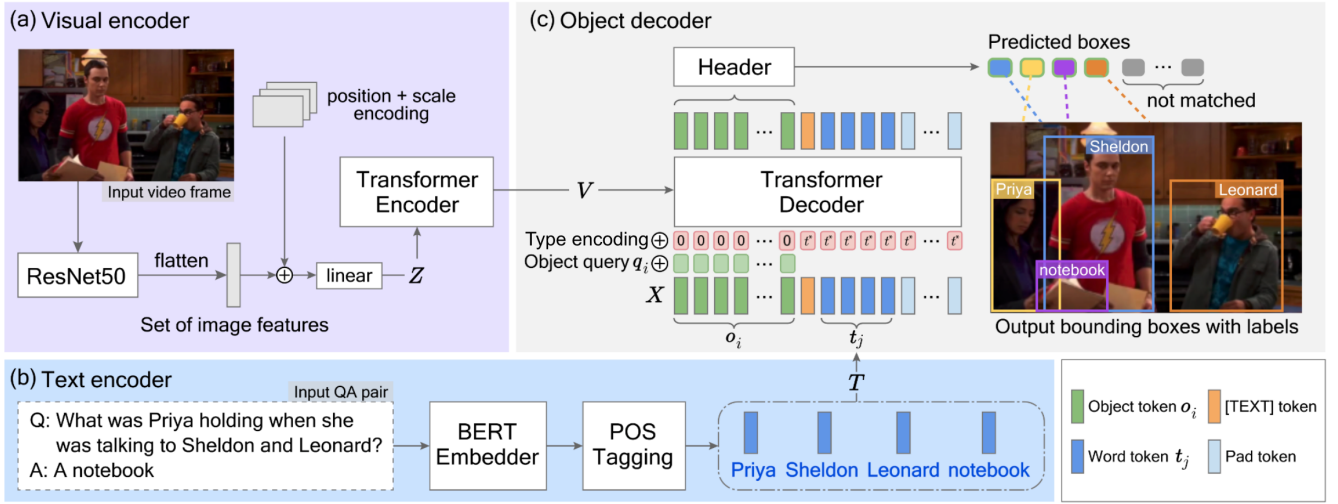 (a) Visual encoder
Input video frame
position + scale
encoding
ResNet50
flatten
linear
Z
Transformer
Encoder
Set of image features
V
(c) Object decoder
Header
Transformer
Decoder
Type encoding ⊕ 0 0 0 0 ... 0 t* t* t* t* t* t* ... t*
Object query q_i ⊕ ...
X ...
o_i
t_j
Predicted boxes
...
not matched
Sheldon
Priya
Leonard
notebook
Output bounding boxes with labels
(b) Text encoder
Input QA pair
Q: What was Priya holding when she
was talking to Sheldon and Leonard?
A: A notebook
BERT
Embedder
POS
Tagging
T
Priya Sheldon Leonard notebook
Object token o_i
[TEXT] token
Word token t_j
Pad token